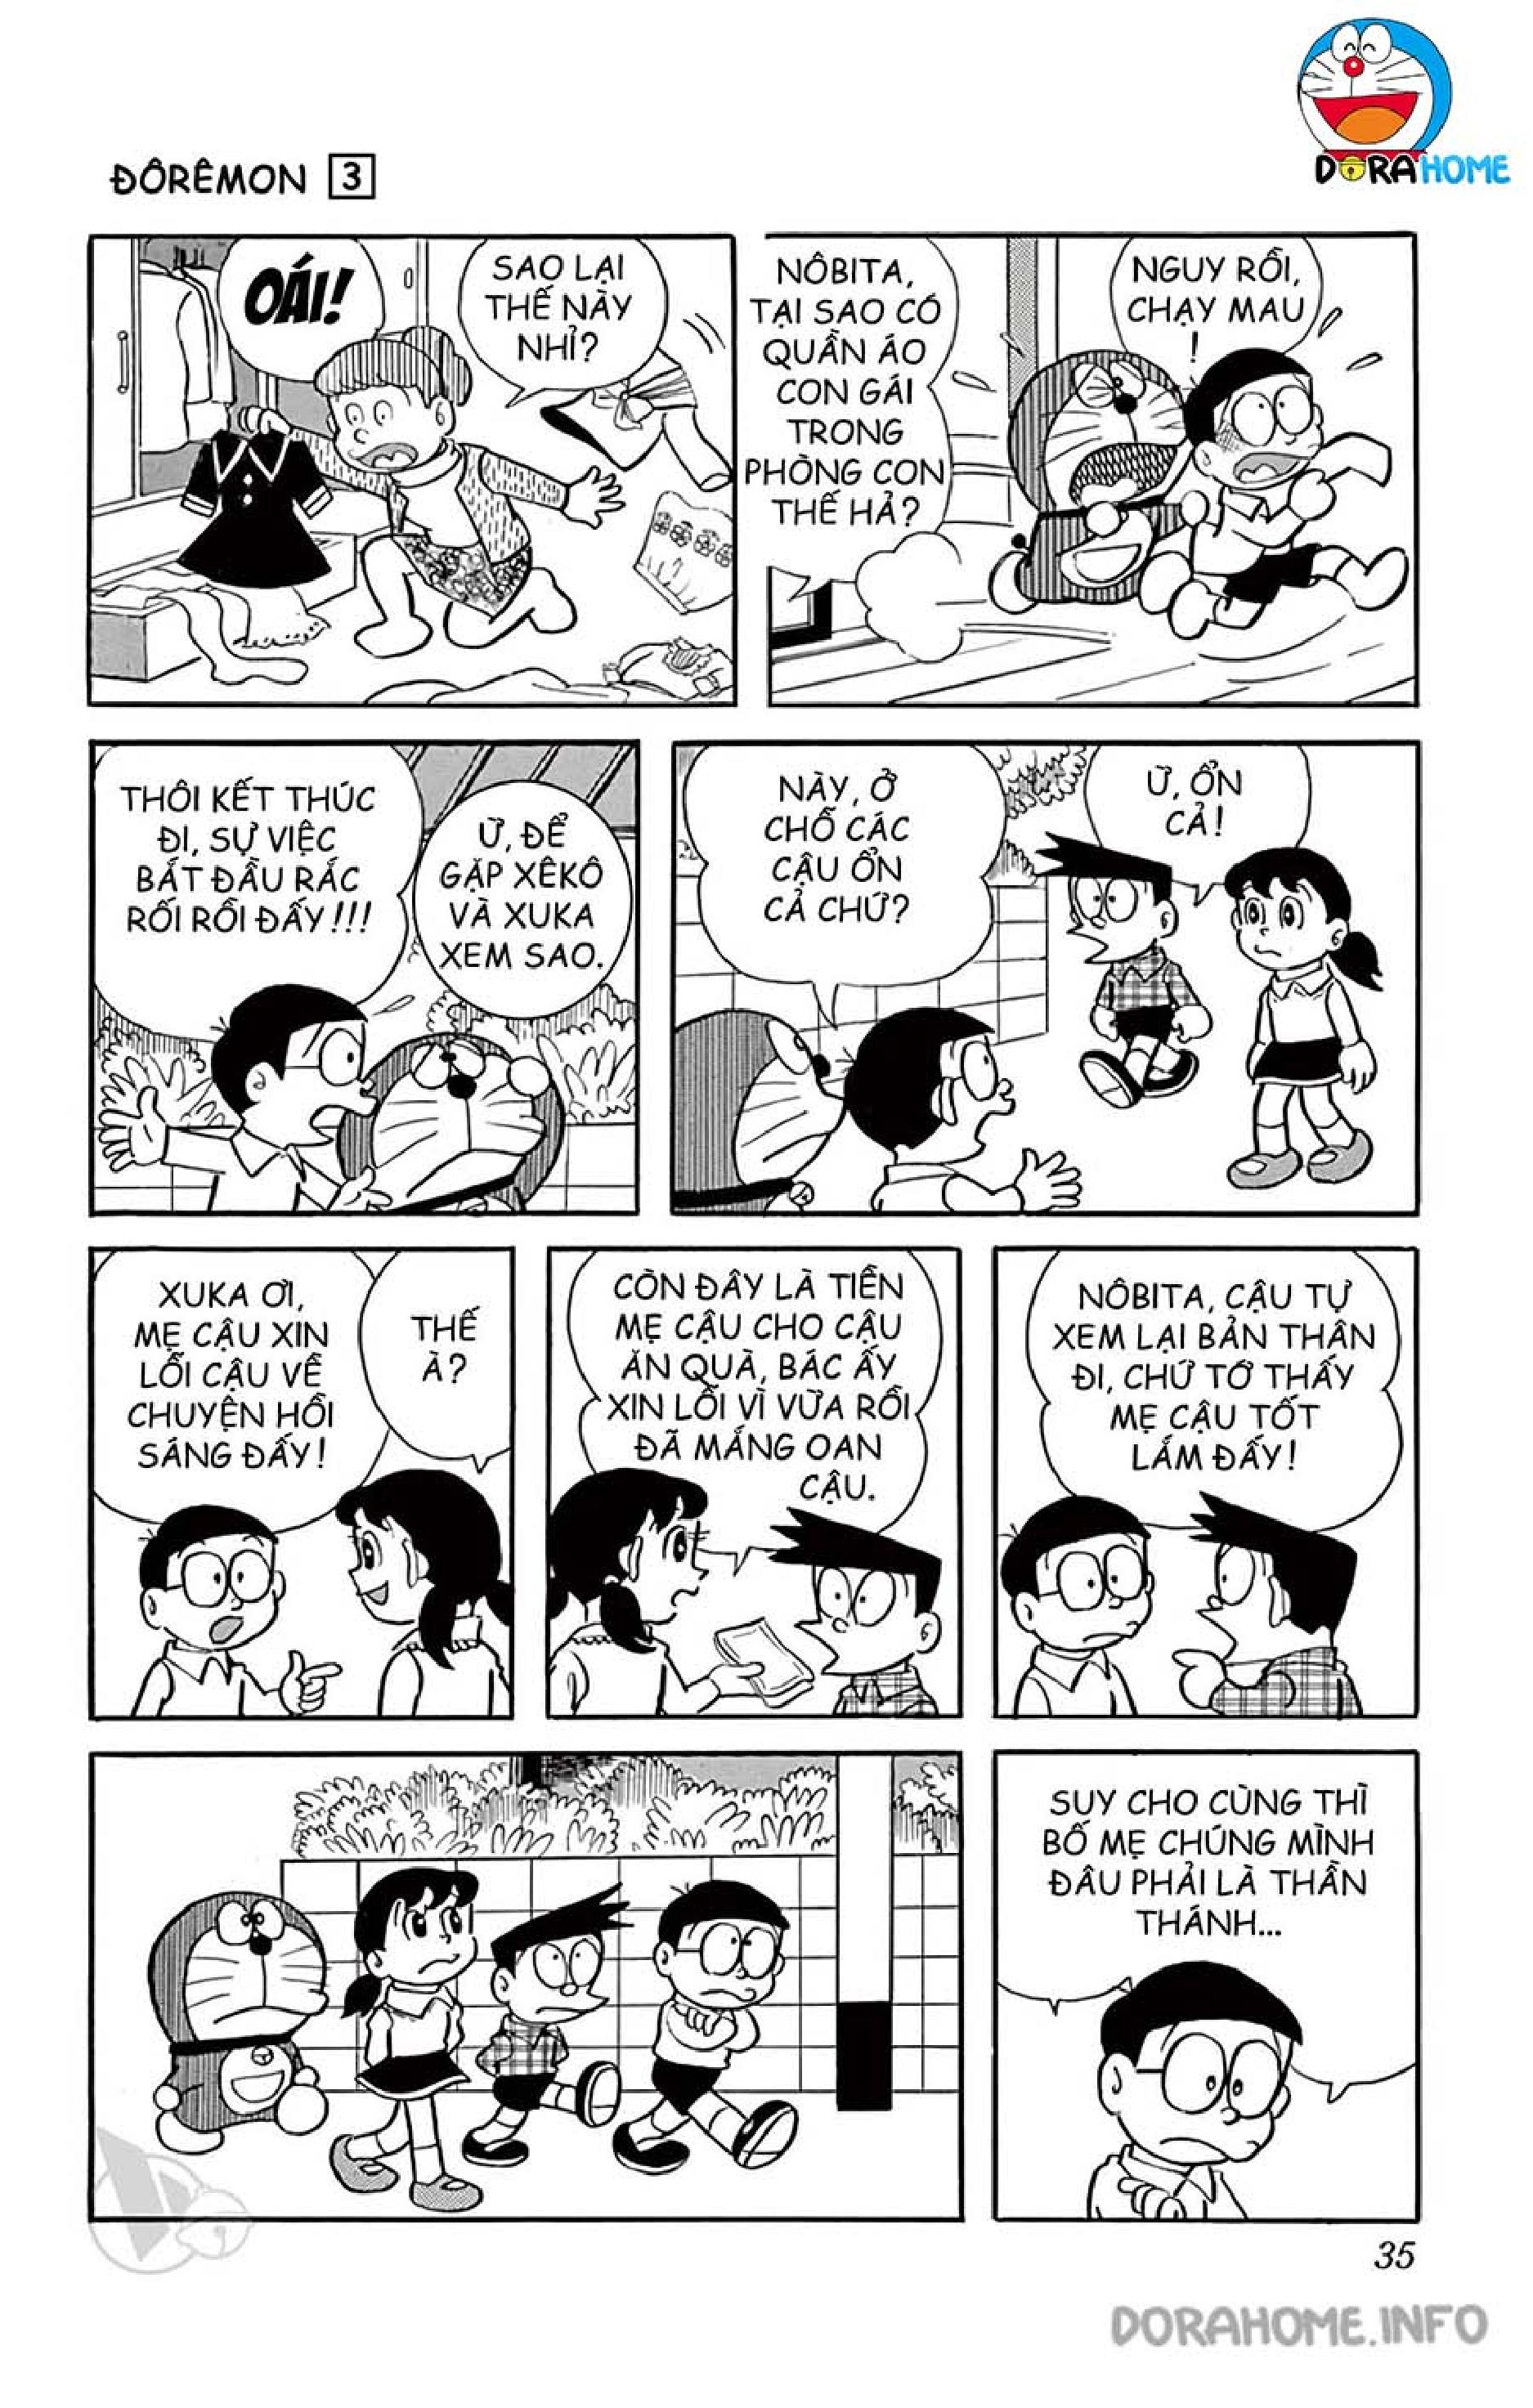 DORAHOME
ĐÔRÊMON 3
OÁI!
SAO LẠI
THẾ NÀY
NHỈ?
NÔBITA,
TẠI SAO CÓ
QUẦN ÁO
CON GÁI
TRONG
PHÒNG CON
THẾ HẢ?
NGUY RỒI,
CHẠY MAU
!
THÔI KẾT THÚC
ĐI, SỰ VIỆC
BẮT ĐẦU RẮC
RỐI RỒI ĐẤY!!!
Ừ, ĐỂ
GẶP XÊKÔ
VÀ XUKA
XEM SAO.
NÀY, Ở
CHỖ CÁC
CẬU ỔN
CẢ CHỨ?
Ừ, ỔN
CẢ!
XUKA ƠI,
MẸ CẬU XIN
LỖI CẬU VỀ
CHUYỆN HỒI
SÁNG ĐẤY!
THẾ
À?
CÒN ĐÂY LÀ TIỀN
MẸ CẬU CHO CẬU
ĂN QUÀ, BÁC ẤY
XIN LỖI VÌ VỪA RỒI
ĐÃ MẮNG OAN
CẬU.
NÔBITA, CẬU TỰ
XEM LẠI BẢN THÂN
ĐI, CHỨ TỚ THẤY
MẸ CẬU TỐT
LẮM ĐẤY!
SUY CHO CÙNG THÌ
BỐ MẸ CHÚNG MÌNH
ĐÂU PHẢI LÀ THẦN
THÁNH...
35
DORAHOME.INFO